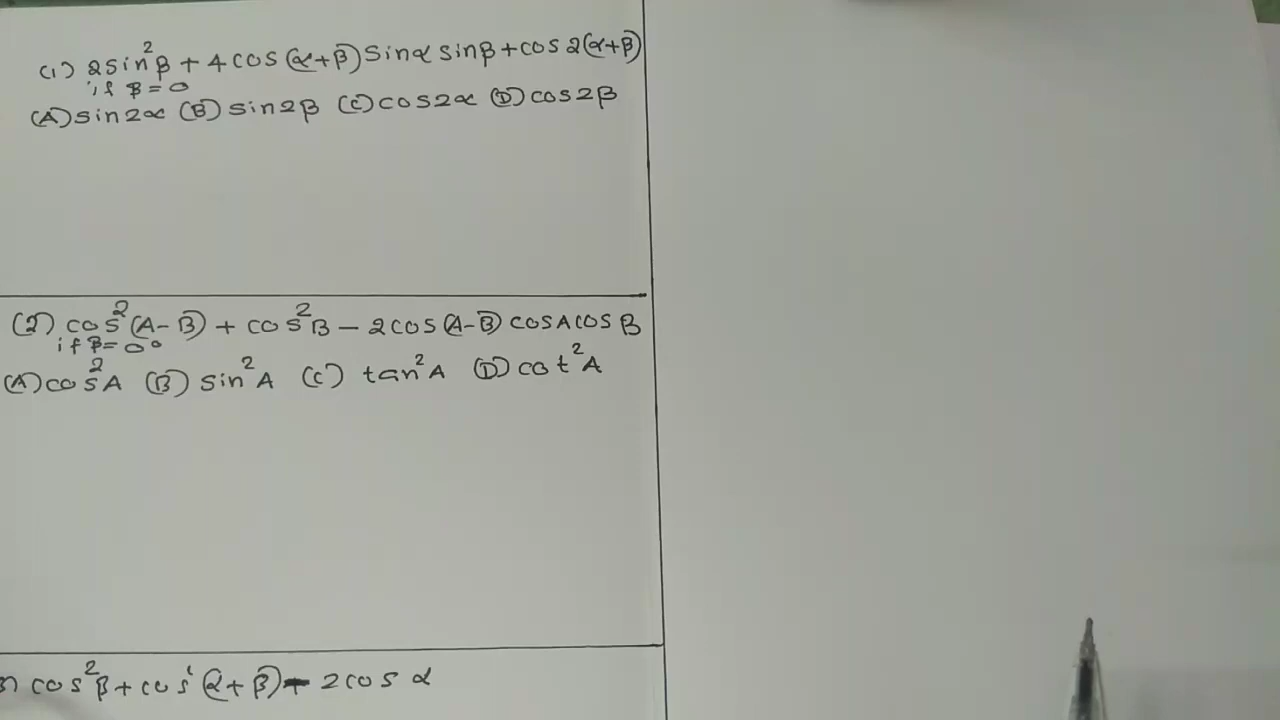 (1) 2sin²β + 4cos(α+β)sinα sinβ + cos2(α+β)
if β=0
(A) sin2α (B) sin2β (C) cos2α (D) cos2β
(2) cos²(A-B) + cos²B - 2cos(A-B) cosA cosB
if B=0°
(A) cos²A (B) sin²A (C) tan²A (D) cot²A
3) cos²β + cos²(α+β) - 2cos α